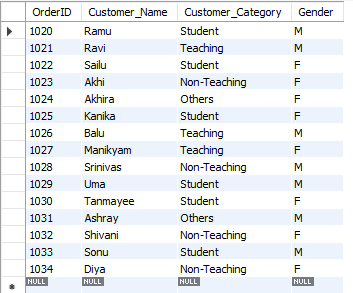 OrderID Customer_Name Customer_Category Gender
1020 Ramu Student M
1021 Ravi Teaching M
1022 Sailu Student F
1023 Akhi Non-Teaching F
1024 Akhira Others F
1025 Kanika Student F
1026 Balu Teaching M
1027 Manikyam Teaching F
1028 Srinivas Non-Teaching M
1029 Uma Student M
1030 Tanmayee Student F
1031 Ashray Others M
1032 Shivani Non-Teaching F
1033 Sonu Student M
1034 Diya Non-Teaching F
NULL NULL NULL NULL